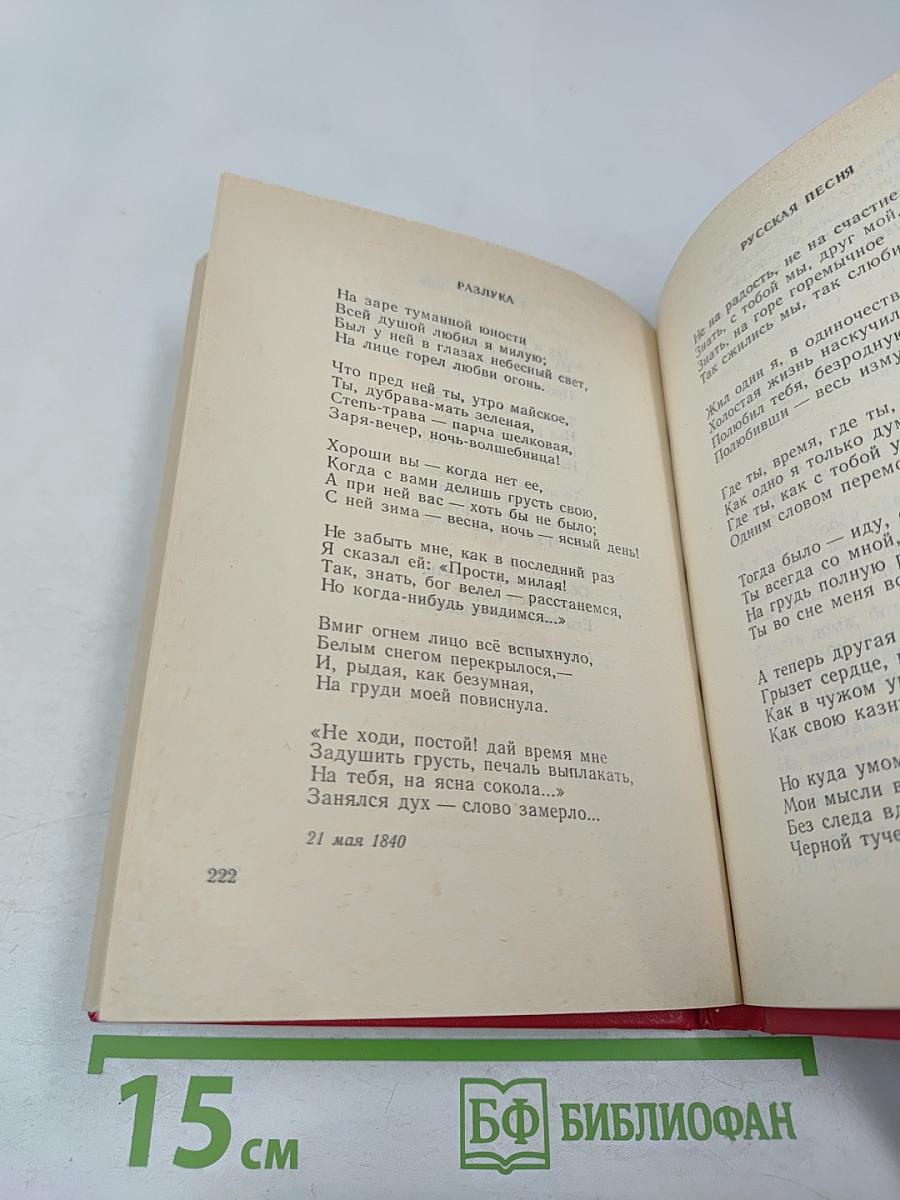 РАЗЛУКА
На заре туманной юности
Всей душой любил я милую;
Был у ней в глазах небесный свет,
На лице горел любви огонь.
Что пред ней ты, утро майское,
Ты, дубрава-мать зеленая,
Степь-трава — парча шелковая,
Заря-вечер, ночь-волшебница!
Хороши вы — когда нет ее,
Когда с вами делишь грусть свою,
А при ней вас — хоть бы не было;
С ней зима — весна, ночь — ясный день!
Не забыть мне, как в последний раз
Я сказал ей: «Прости, милая!
Так, знать, бог велел — расстанемся,
Но когда-нибудь увидимся...»
Вмиг огнем лицо всё вспыхнуло,
Белым снегом перекрылося,—
И, рыдая, как безумная,
На груди моей повиснула.
«Не ходи, постой! дай время мне
Задушить грусть, печаль выплакать,
На тебя, на ясна сокола...»
Занялся дух — слово замерло...
21 мая 1840
222
РУССКАЯ ПЕСНЯ
Не на радость, не на счастие
Знать, с тобой мы, друг мой,
Знать, на горе горемычное
Так сжились мы, так слюби
Жил один я, в одиночест
Холостая жизнь наскучил
Полюбил тебя, безродную
Полюбивши — весь изму
Где ты, время, где ты,
Как одно я только дум
Где ты, как с тобой у
Одним словом перемо
Тогда было — иду,
Ты всегда со мной,
На грудь полную
Ты во сне меня во
А теперь другая
Грызет сердце,
Как в чужом у
Как свою казн
Но куда умом
Мои мысли в
Без следа вд
Черной туче
15 см
БФ БИБЛИОФАН